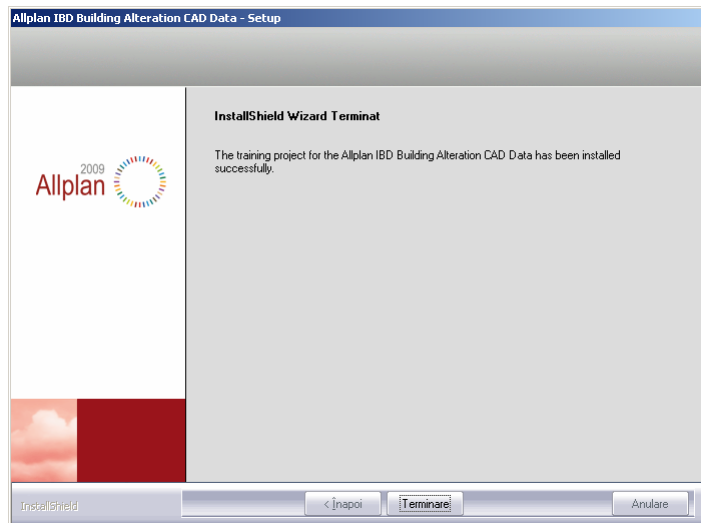 Allplan IBD Building Alteration CAD Data - Setup
InstallShield Wizard Terminat
The training project for the Allplan IBD Building Alteration CAD Data has been installed
successfully.
2009
Allplan
InstallShield
< Înapoi
Terminare
Anulare